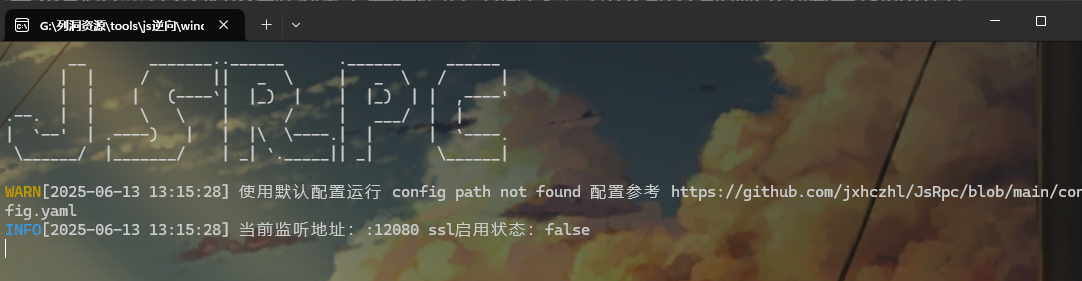 G:\列洞资源\tools\js逆向\winc
JSRPC
WARN[2025-06-13 13:15:28] 使用默认配置运行 config path not found 配置参考 https://github.com/jxhczhl/JsRpc/blob/main/con
fig.yaml
INFO[2025-06-13 13:15:28] 当前监听地址: :12080 ssl启用状态: false